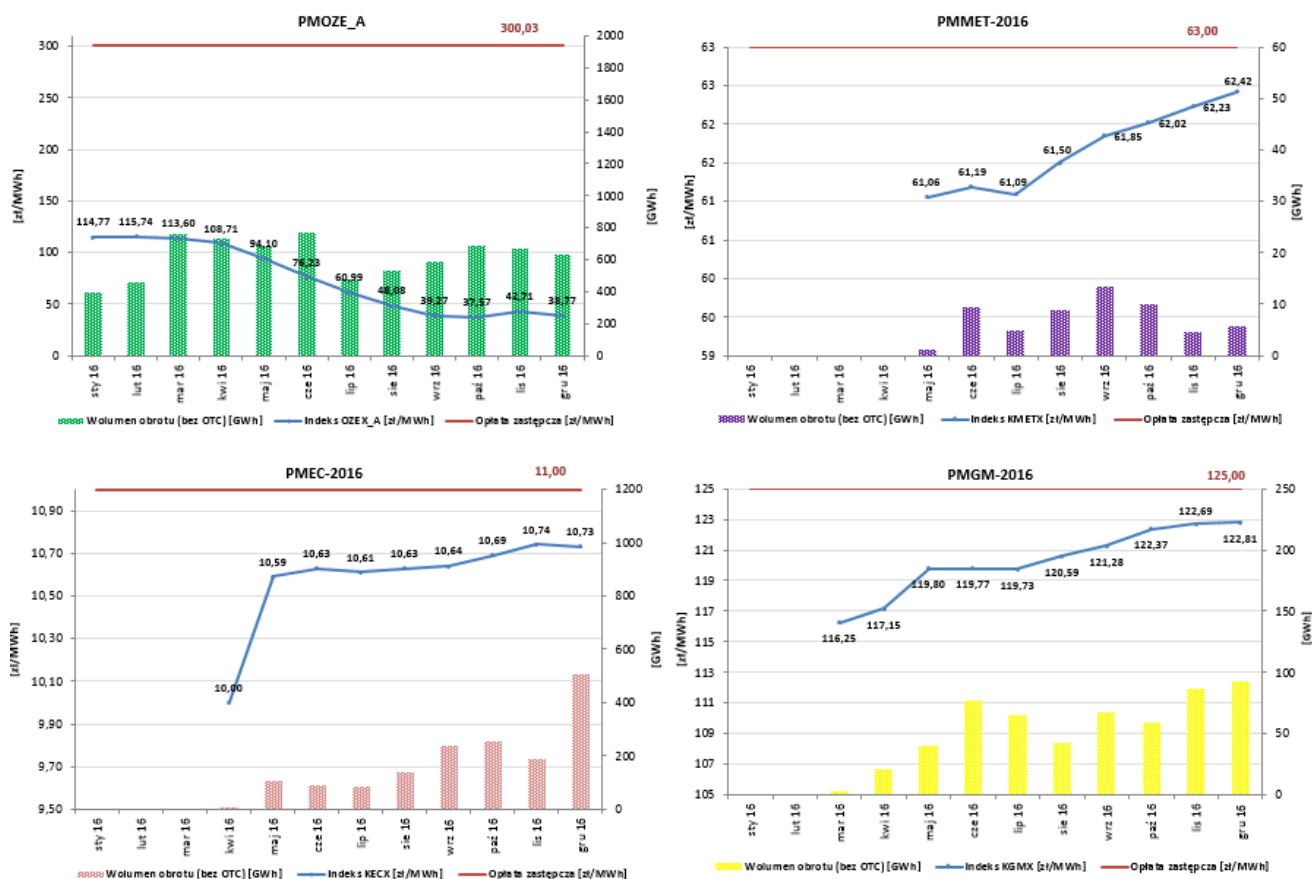 PMOZE_A
300,03
300
250
200
150
100
50
0
[zł/MWh]
2000
1800
1600
1400
1200
1000
800
600
400
200
0
[GWh]
114,77
115,74
113,60
108,71
94,10
76,23
60,99
48,08
39,27
37,57
42,71
38,77
sty 16
lut 16
mar 16
kwi 16
maj 16
cze 16
lip 16
sie 16
wrz 16
paź 16
lis 16
gru 16
Wolumen obrotu (bez OTC) [GWh] Indeks OZEX_A [zł/MWh] Opłata zastępcza [zł/MWh]
PMMET-2016
63,00
63
63
62
62
61
61
60
60
59
[zł/MWh]
60
50
40
30
20
10
0
[GWh]
61,06
61,19
61,09
61,50
61,85
62,02
62,23
62,42
sty 16
lut 16
mar 16
kwi 16
maj 16
cze 16
lip 16
sie 16
wrz 16
paź 16
lis 16
gru 16
Wolumen obrotu (bez OTC) [GWh] Indeks KMETX [zł/MWh] Opłata zastępcza [zł/MWh]
PMEC-2016
11,00
10,90
10,70
10,50
10,30
10,10
9,90
9,70
9,50
[zł/MWh]
1200
1000
800
600
400
200
0
[GWh]
10,00
10,59
10,63
10,61
10,63
10,64
10,69
10,74
10,73
sty 16
lut 16
mar 16
kwi 16
maj 16
cze 16
lip 16
sie 16
wrz 16
paź 16
lis 16
gru 16
Wolumen obrotu (bez OTC) [GWh] Indeks KECX [zł/MWh] Opłata zastępcza [zł/MWh]
PMGM-2016
125,00
125
123
121
119
117
115
113
111
109
107
105
[zł/MWh]
250
200
150
100
50
0
[GWh]
116,25
117,15
119,80
119,77
119,73
120,59
121,28
122,37
122,69
122,81
sty 16
lut 16
mar 16
kwi 16
maj 16
cze 16
lip 16
sie 16
wrz 16
paź 16
lis 16
gru 16
Wolumen obrotu (bez OTC) [GWh] Indeks KGMX [zł/MWh] Opłata zastępcza [zł/MWh]